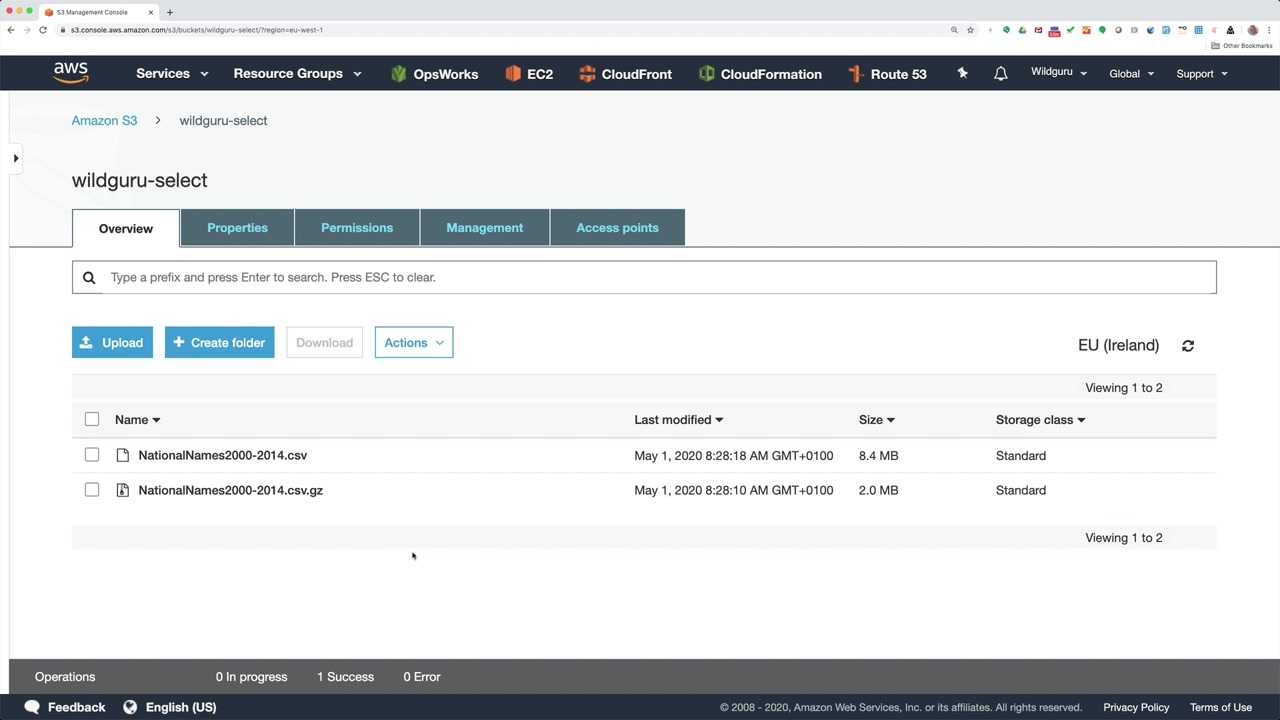 S3 Management Console
s3.console.aws.amazon.com/s3/buckets/wildguru-select/?region=eu-west-1
Other Bookmarks
aws Services Resource Groups OpsWorks EC2 CloudFront CloudFormation Route 53 Wildguru Global Support
Amazon S3 > wildguru-select
wildguru-select
Overview Properties Permissions Management Access points
Type a prefix and press Enter to search. Press ESC to clear.
Upload + Create folder Download Actions EU (Ireland)
Viewing 1 to 2
Name Last modified Size Storage class
NationalNames2000-2014.csv May 1, 2020 8:28:18 AM GMT+0100 8.4 MB Standard
NationalNames2000-2014.csv.gz May 1, 2020 8:28:10 AM GMT+0100 2.0 MB Standard
Viewing 1 to 2
Operations 0 In progress 1 Success 0 Error
Feedback English (US) © 2008 - 2020, Amazon Web Services, Inc. or its affiliates. All rights reserved. Privacy Policy Terms of Use